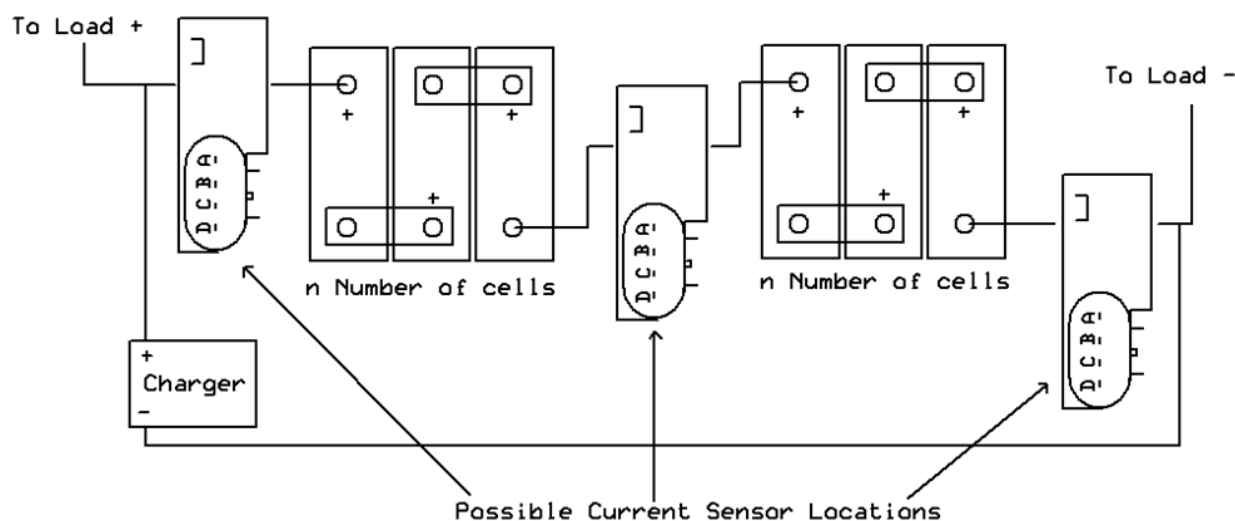 To Load +
To Load -
+
+
+
+
+
+
A
B
C
D
A
B
C
D
A
B
C
D
n Number of cells
n Number of cells
+
Charger
-
Possible Current Sensor Locations